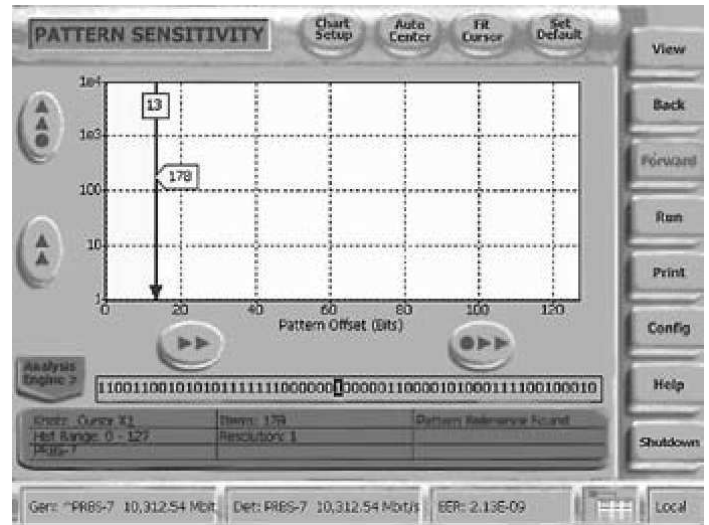 PATTERN SENSITIVITY
Chart Setup
Auto Center
Fit Cursor
Set Default
View
Back
Forward
Run
Print
Config
Help
Shutdown
1e4
1e3
100
10
1
13
178
0 20 40 60 80 100 120
Pattern Offset (Bits)
Analysis Engine >
Cursor X1
Items: 178
Pattern Reference Found
Hist Range: 0 - 127
Resolution: 1
PRBS-7
Gen: ^PRBS-7 10,312.54 Mbit
Det: PRBS-7 10,312.54 Mbit/s
BER: 2.13E-09
Local